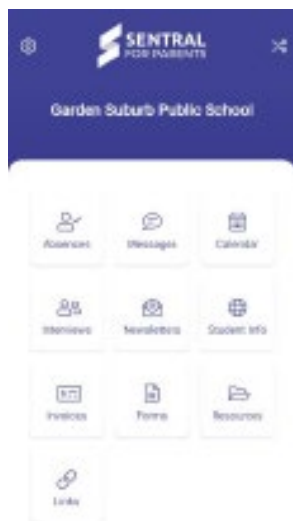 SENTRAL
FOR PARENTS
Garden Suburb Public School
Absences Messages Calendar
Interviews Newsletters Student Info
Invoices Forms Resources
Links